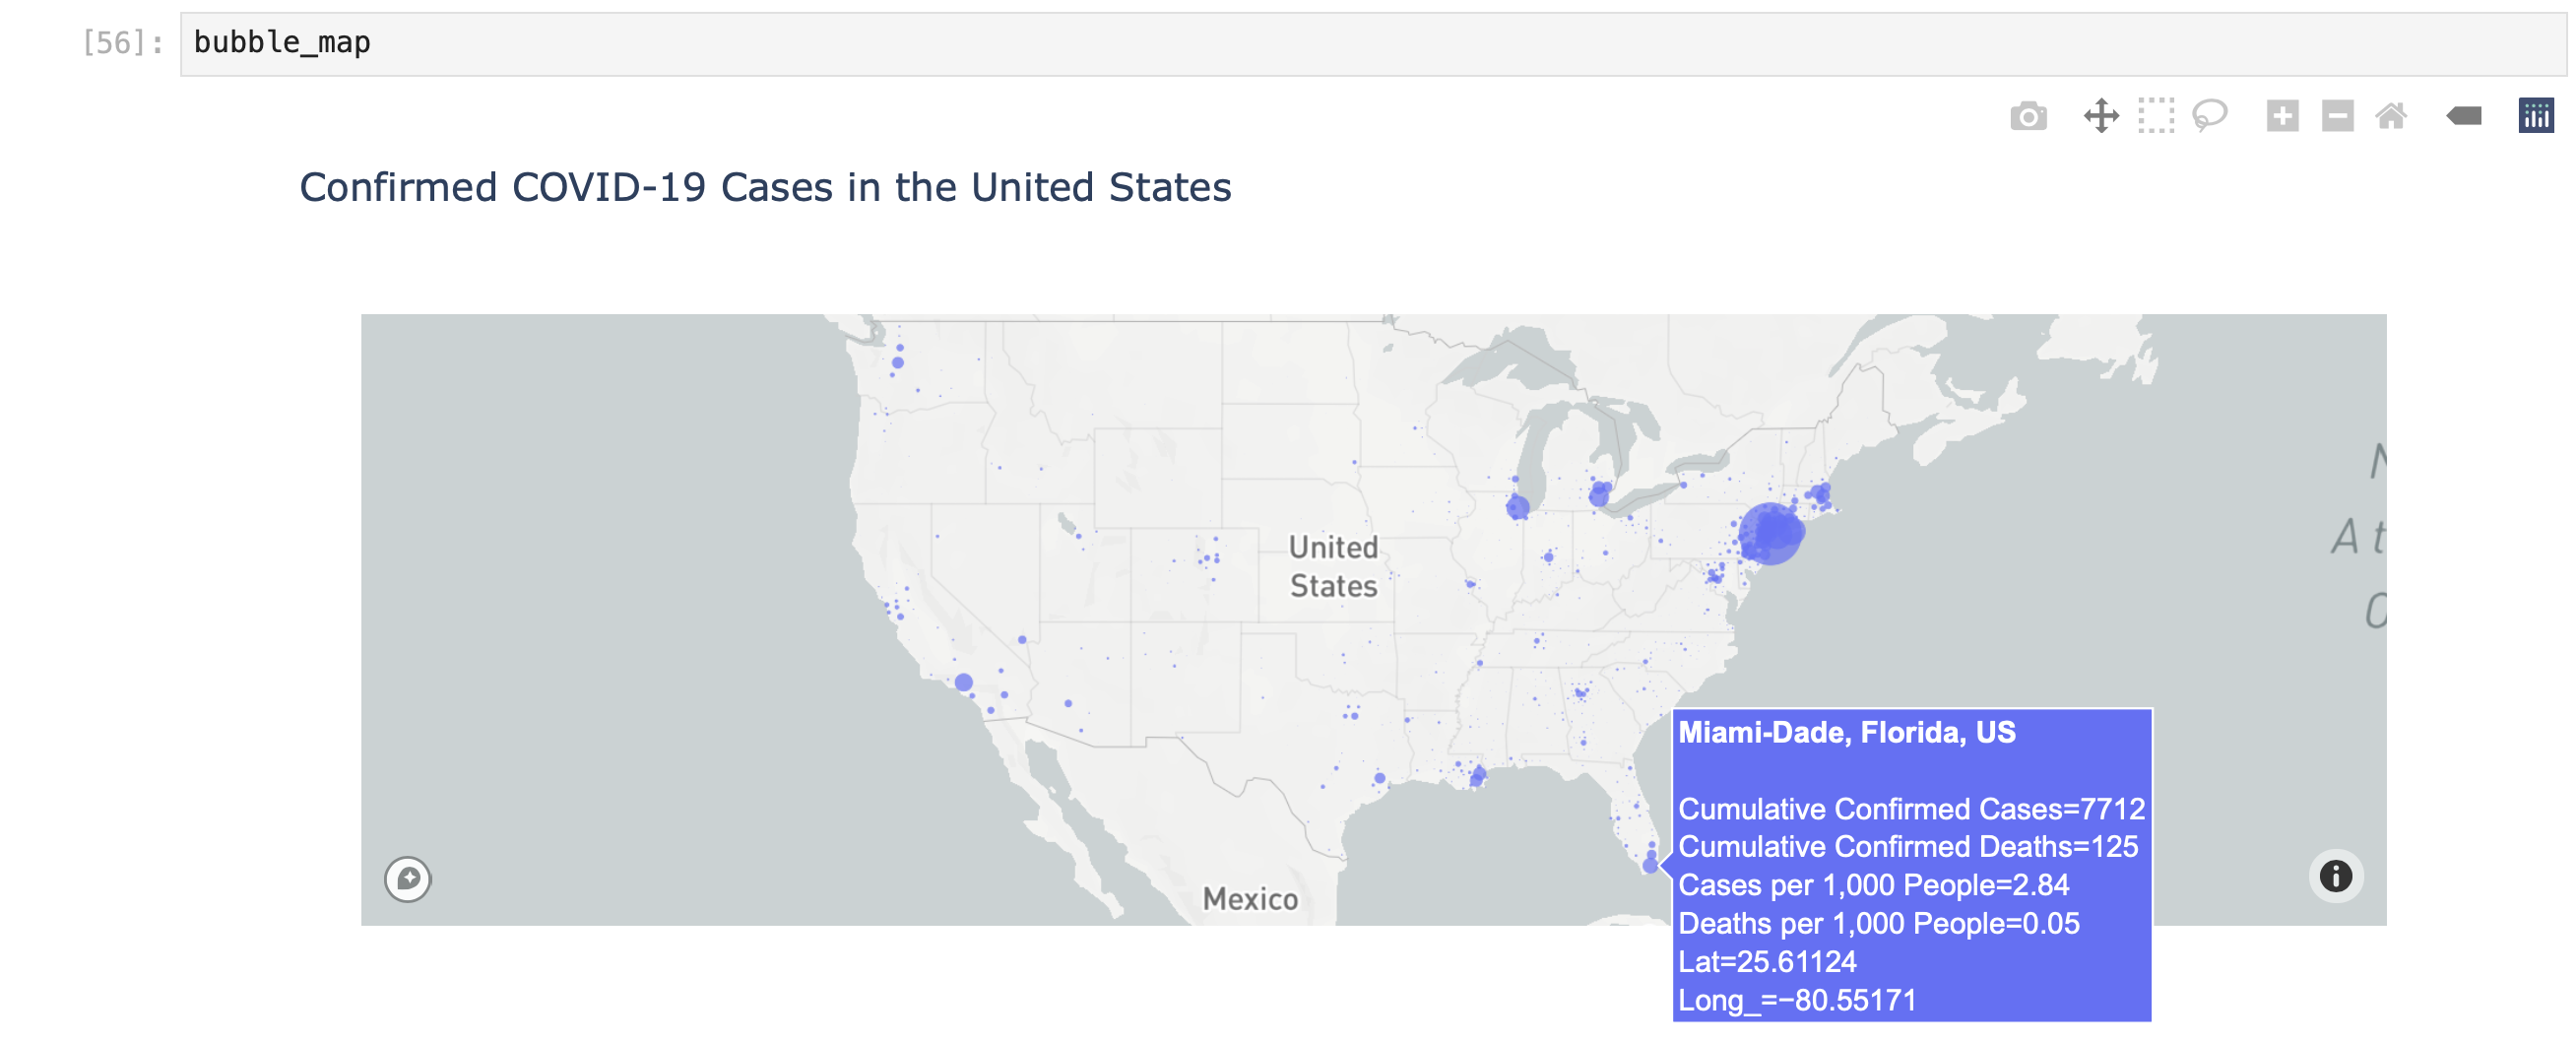 [56]: bubble_map
Confirmed COVID-19 Cases in the United States
United
States
Mexico
A t
Miami-Dade, Florida, US
Cumulative Confirmed Cases=7712
Cumulative Confirmed Deaths=125
Cases per 1,000 People=2.84
Deaths per 1,000 People=0.05
Lat=25.61124
Long_=−80.55171